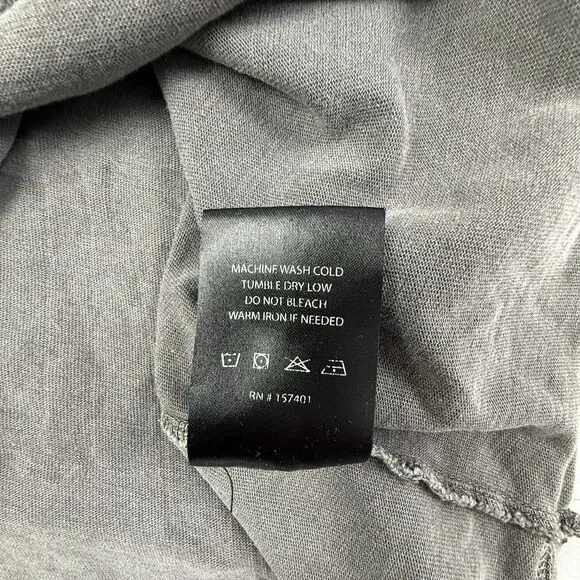 MACHINE WASH COLD
TUMBLE DRY LOW
DO NOT BLEACH
WARM IRON IF NEEDED
RN # 157401